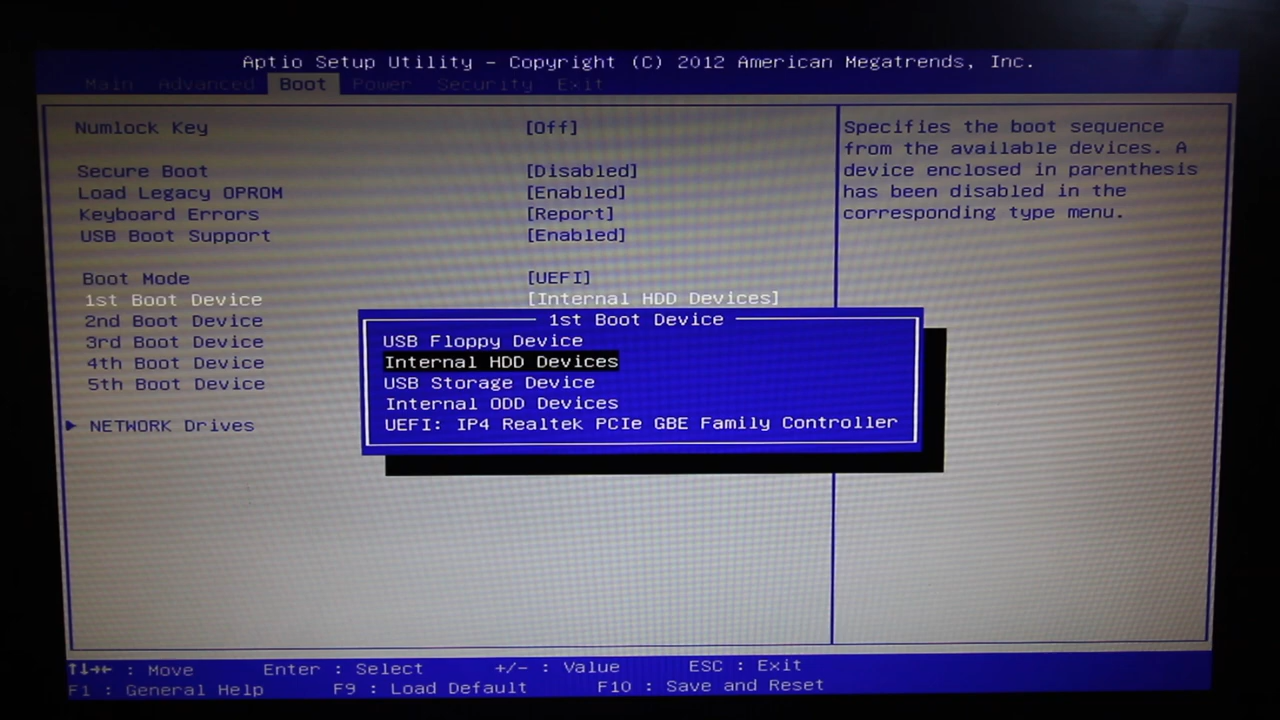 Aptio Setup Utility - Copyright (C) 2012 American Megatrends, Inc.
Main Advanced Boot Power Security Exit
Numlock Key [Off]
Secure Boot [Disabled]
Load Legacy OPROM [Enabled]
Keyboard Errors [Report]
USB Boot Support [Enabled]
Boot Mode [UEFI]
1st Boot Device [Internal HDD Devices]
2nd Boot Device
3rd Boot Device
4th Boot Device
5th Boot Device
NETWORK Drives
1st Boot Device
USB Floppy Device
Internal HDD Devices
USB Storage Device
Internal ODD Devices
UEFI: IP4 Realtek PCIe GBE Family Controller
Specifies the boot sequence
from the available devices. A
device enclosed in parenthesis
has been disabled in the
corresponding type menu.
↑↓→← : Move Enter : Select +/- : Value ESC : Exit
F1 : General Help F9 : Load Default F10 : Save and Reset